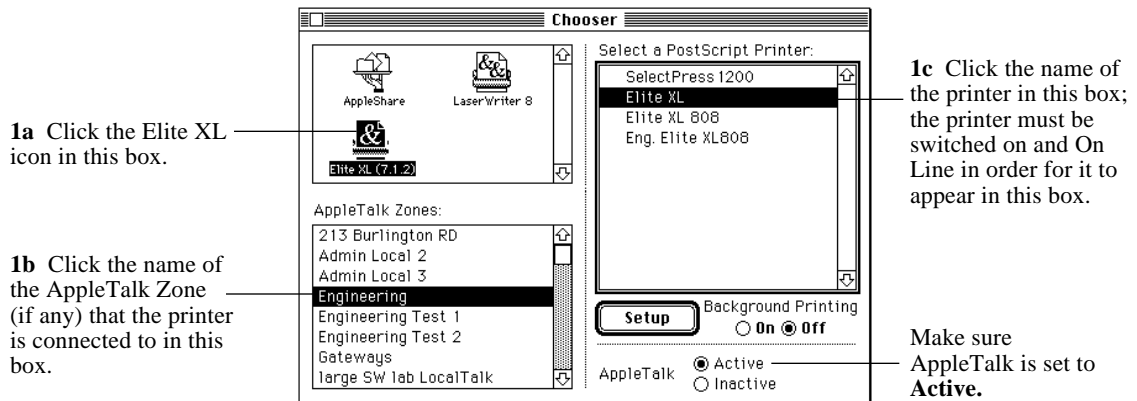 Chooser
AppleShare
LaserWriter 8
Elite XL (7.1.2)
AppleTalk Zones:
213 Burlington RD
Admin Local 2
Admin Local 3
Engineering
Engineering Test 1
Engineering Test 2
Gateways
large SW lab LocalTalk
Select a PostScript Printer:
SelectPress 1200
Elite XL
Elite XL 808
Eng. Elite XL808
Setup
Background Printing
On Off
AppleTalk
Active
Inactive
1a Click the Elite XL
icon in this box.
1b Click the name of
the AppleTalk Zone
(if any) that the printer
is connected to in this
box.
1c Click the name of
the printer in this box;
the printer must be
switched on and On
Line in order for it to
appear in this box.
Make sure
AppleTalk is set to
Active.